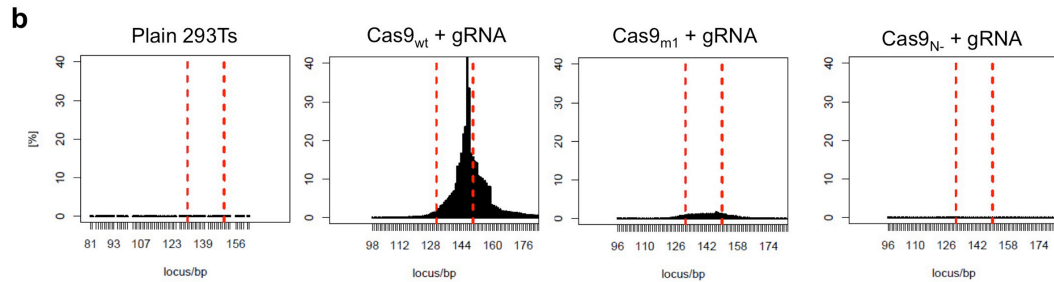 b
Plain 293Ts
Cas9wt + gRNA
Cas9m1 + gRNA
Cas9N- + gRNA
[%]
40
30
20
10
0
81 93 107 123 139 156
locus/bp
40
30
20
10
0
98 112 128 144 160 176
locus/bp
40
30
20
10
0
96 110 126 142 158 174
locus/bp
40
30
20
10
0
96 110 126 142 158 174
locus/bp